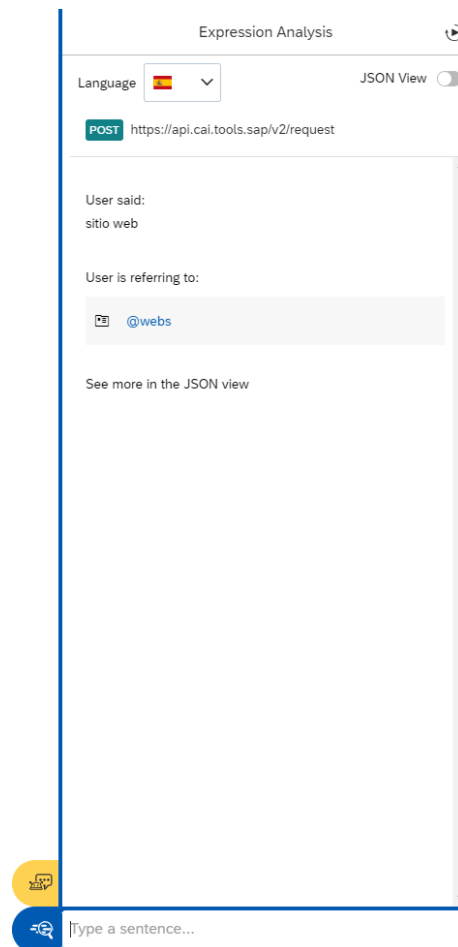 Expression Analysis
Language
JSON View
POST https://api.cai.tools.sap/v2/request
User said:
sitio web
User is referring to:
@webs
See more in the JSON view
Type a sentence...